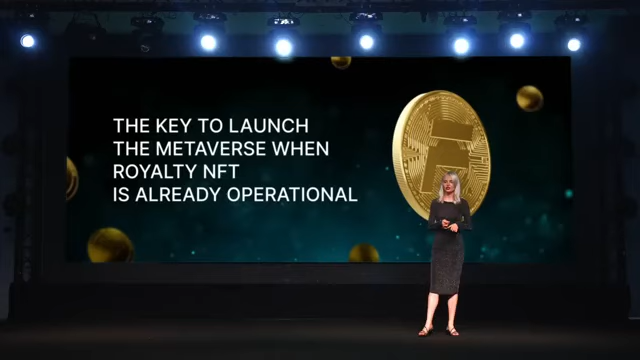 THE KEY TO LAUNCH
THE METAVERSE WHEN
ROYALTY NFT
IS ALREADY OPERATIONAL